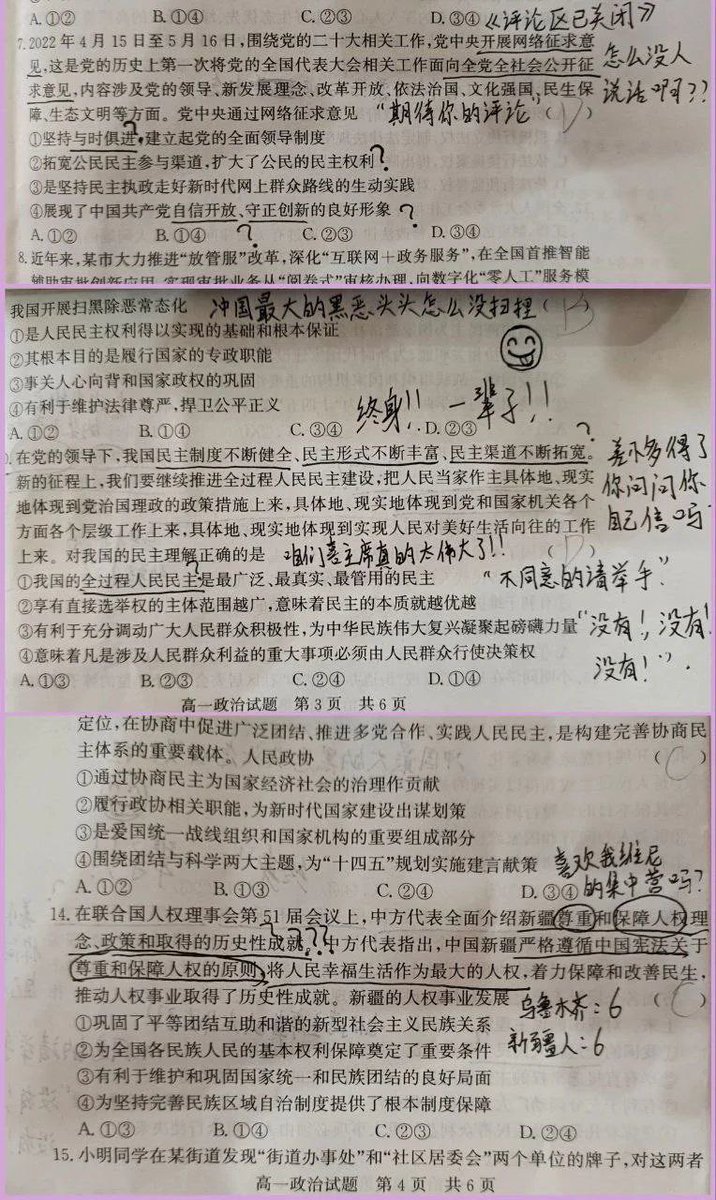 A. ①② B. ①④ C. ②③ D. ③④ 《评论区已关闭》
7. 2022 年 4 月 15 日至 5 月 16 日,围绕党的二十大相关工作,党中央开展网络征求意
见,这是党的历史上第一次将党的全国代表大会相关工作面向全党全社会公开征 怎么没人
求意见,内容涉及党的领导、新发展理念、改革开放、依法治国、文化强国、民生保 说话啊??
障、生态文明等方面。党中央通过网络征求意见 “期待你的评论” ( D )
①坚持与时俱进,建立起党的全面领导制度 ?
②拓宽公民民主参与渠道,扩大了公民的民主权利 ?
③是坚持民主执政走好新时代网上群众路线的生动实践
④展现了中国共产党自信开放、守正创新的良好形象 ?
A. ①② B. ①④ ? C. ②③ D. ③④
8. 近年来,某市大力推进“放管服”改革,深化“互联网+政务服务”,在全国首推智能
辅助审批创新应用,实现审批业务从“阅卷式”审核办理,向数字化“零人工”服务模
我国开展扫黑除恶常态化 冲国最大的黑恶头头怎么没扫捏 ( B )
①是人民民主权利得以实现的基础和根本保证
②其根本目的是履行国家的专政职能
③事关人心向背和国家政权的巩固
④有利于维护法律尊严,捍卫公平正义 终身!! 一辈子!!
A. ①② B. ①④ C. ③④ D. ②③
在党的领导下,我国民主制度不断健全、民主形式不断丰富、民主渠道不断拓宽。 ? 差不多得了
新的征程上,我们要继续推进全过程人民民主建设,把人民当家作主具体地、现实 你问问你
地体现到党治国理政的政策措施上来,具体地、现实地体现到党和国家机关各个 自己信吗
方面各个层级工作上来,具体地、现实地体现到实现人民对美好生活向往的工作
上来。对我国的民主理解正确的是 咱们喜主席真的太伟大了!! ( D )
①我国的全过程人民民主是最广泛、最真实、最管用的民主 ? “不同意的请举手”
②享有直接选举权的主体范围越广,意味着民主的本质就越优越
③有利于充分调动广大人民群众积极性,为中华民族伟大复兴凝聚起磅礴力量 “没有!,没有!
④意味着凡是涉及人民群众利益的重大事项必须由人民群众行使决策权 没有!”.
A. ①③ B. ②③ C. ②④ D. ①④
高一政治试题 第 3 页 共 6 页
定位,在协商中促进广泛团结、推进多党合作、实践人民民主,是构建完善协商民
主体系的重要载体。人民政协 ( C )
①通过协商民主为国家经济社会的治理作贡献
②履行政协相关职能,为新时代国家建设出谋划策
③是爱国统一战线组织和国家机构的重要组成部分
④围绕团结与科学两大主题,为“十四五”规划实施建言献策 喜欢我维尼
A. ①② B. ①③ C. ②④ D. ③④ 的集中营吗?
14. 在联合国人权理事会第 51 届会议上,中方代表全面介绍新疆尊重和保障人权理
念、政策和取得的历史性成就。中方代表指出,中国新疆严格遵循中国宪法关于 ???
尊重和保障人权的原则,将人民幸福生活作为最大的人权,着力保障和改善民生,
推动人权事业取得了历史性成就。新疆的人权事业发展 乌鲁木齐:6 ( C )
①巩固了平等团结互助和谐的新型社会主义民族关系 新疆人:6
②为全国各民族人民的基本权利保障奠定了重要条件
③有利于维护和巩固国家统一和民族团结的良好局面
④为坚持完善民族区域自治制度提供了根本制度保障
A. ①③ B. ①④ C. ②③ D. ②④
15. 小明同学在某街道发现“街道办事处”和“社区居委会”两个单位的牌子,对这两者
高一政治试题 第 4 页 共 6 页